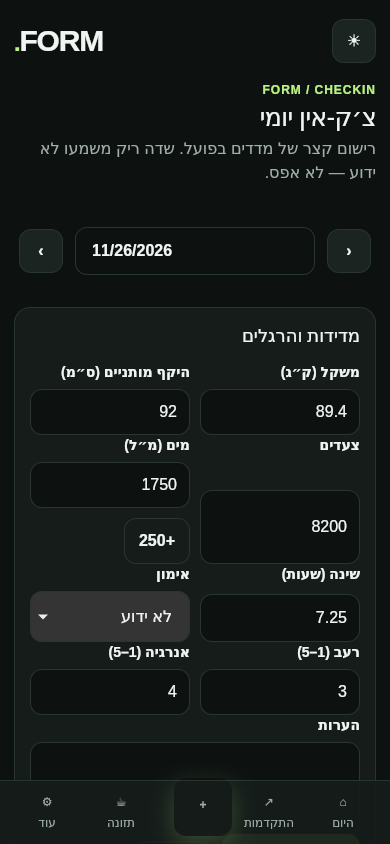 .FORM
FORM / CHECKIN
צ׳ק-אין יומי
רישום קצר של מדדים בפועל. שדה ריק משמעו לא
ידוע — לא אפס.
11/26/2026
מדידות והרגלים
משקל (ק״ג)
היקף מותניים (ס״מ)
89.4
92
צעדים
מים (מ״ל)
8200
1750
+250
שינה (שעות)
אימון
7.25
לא ידוע
רעב (1–5)
אנרגיה (1–5)
3
4
הערות
היום
התקדמות
+
תזונה
עוד